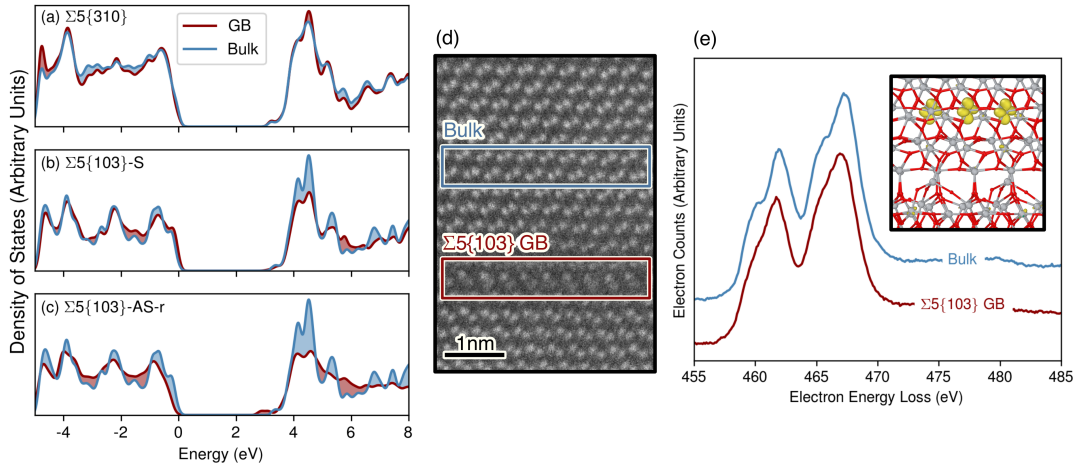 (a) Σ5{310}
GB
Bulk
(b) Σ5{103}-S
(c) Σ5{103}-AS-r
Density of States (Arbitrary Units)
-4 -2 0 2 4 6 8
Energy (eV)
(d)
Bulk
Σ5{103} GB
1nm
(e)
Electron Counts (Arbitrary Units)
Bulk
Σ5{103} GB
455 460 465 470 475 480 485
Electron Energy Loss (eV)